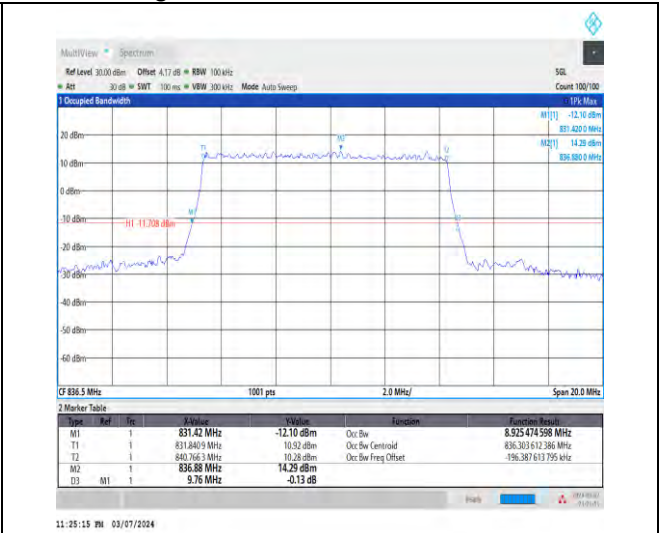 MultiView Spectrum
Ref Level 30.00 dBm Offset 4.17 dB RBW 100 kHz SGL
Att 30 dB SWT 100 ms VBW 300 kHz Mode Auto Sweep Count 100/100
1 Occupied Bandwidth 1Pk Max
M1[1] -12.10 dBm
831.420 0 MHz
M2[1] 14.29 dBm
836.880 0 MHz
20 dBm
T1 M2 T2
10 dBm
0 dBm
-10 dBm M1
H1 -11.708 dBm
-20 dBm
-30 dBm
-40 dBm
-50 dBm
-60 dBm
CF 836.5 MHz 1001 pts 2.0 MHz/ Span 20.0 MHz
2 Marker Table
Type Ref Trc X-Value Y-Value Function Function Result
M1 1 831.42 MHz -12.10 dBm Occ Bw 8.925 474 598 MHz
T1 1 831.840 9 MHz 10.92 dBm Occ Bw Centroid 836.303 612 386 MHz
T2 1 840.766 3 MHz 10.28 dBm Occ Bw Freq Offset -196.387 613 795 kHz
M2 1 836.88 MHz 14.29 dBm
D3 M1 1 9.76 MHz -0.13 dB
11:25:15 PM 03/07/2024